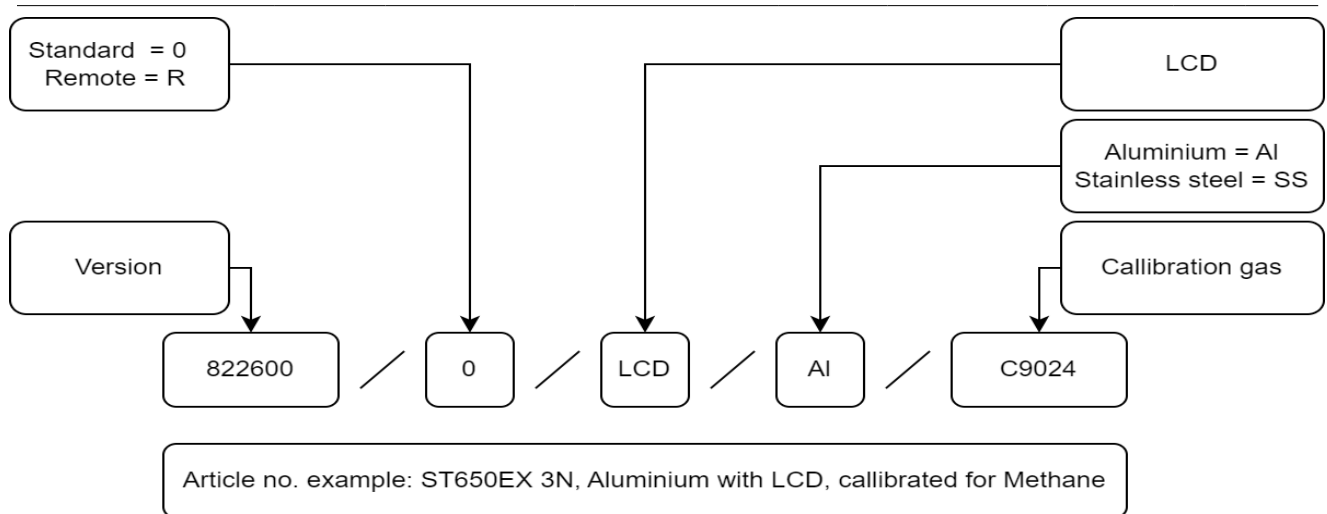 Standard = 0
Remote = R
LCD
Aluminium = Al
Stainless steel = SS
Version
Callibration gas
822600 / 0 / LCD / Al / C9024
Article no. example: ST650EX 3N, Aluminium with LCD, callibrated for Methane